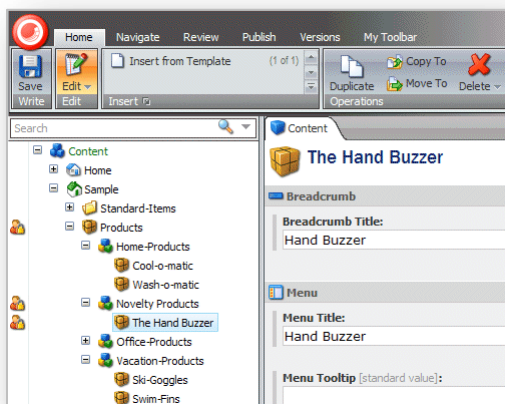 Home Navigate Review Publish Versions My Toolbar
Insert from Template (1 of 1)
Copy To
Save Edit Duplicate Move To Delete
Write Edit Insert Operations
Search
Content
Content
Home
The Hand Buzzer
Sample
Standard-Items
Breadcrumb
Products
Breadcrumb Title:
Home-Products
Hand Buzzer
Cool-o-matic
Wash-o-matic
Menu
Novelty Products
Menu Title:
The Hand Buzzer
Hand Buzzer
Office-Products
Vacation-Products
Menu Tooltip [standard value]:
Ski-Goggles
Swim-Fins